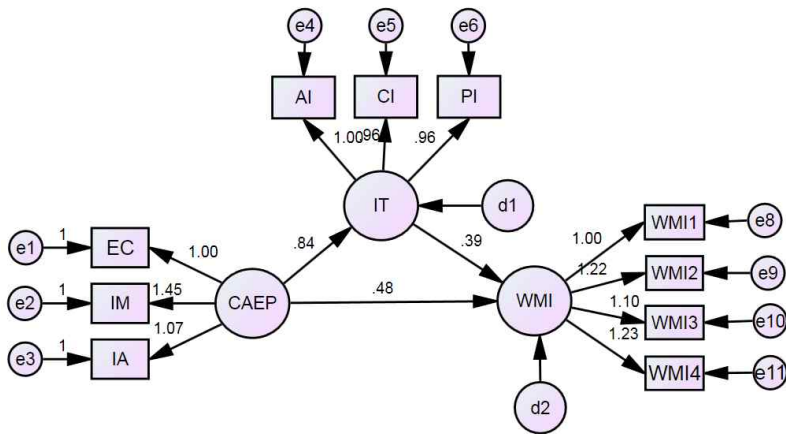 e4
e5
e6
AI
CI
PI
1.00
.96
.96
IT
d1
e1
1
EC
1.00
.84
.39
1.00
WMI1
e8
e2
1
IM
1.45
CAEP
.48
WMI
1.22
WMI2
e9
e3
1
IA
1.07
1.10
WMI3
e10
1.23
WMI4
e11
d2